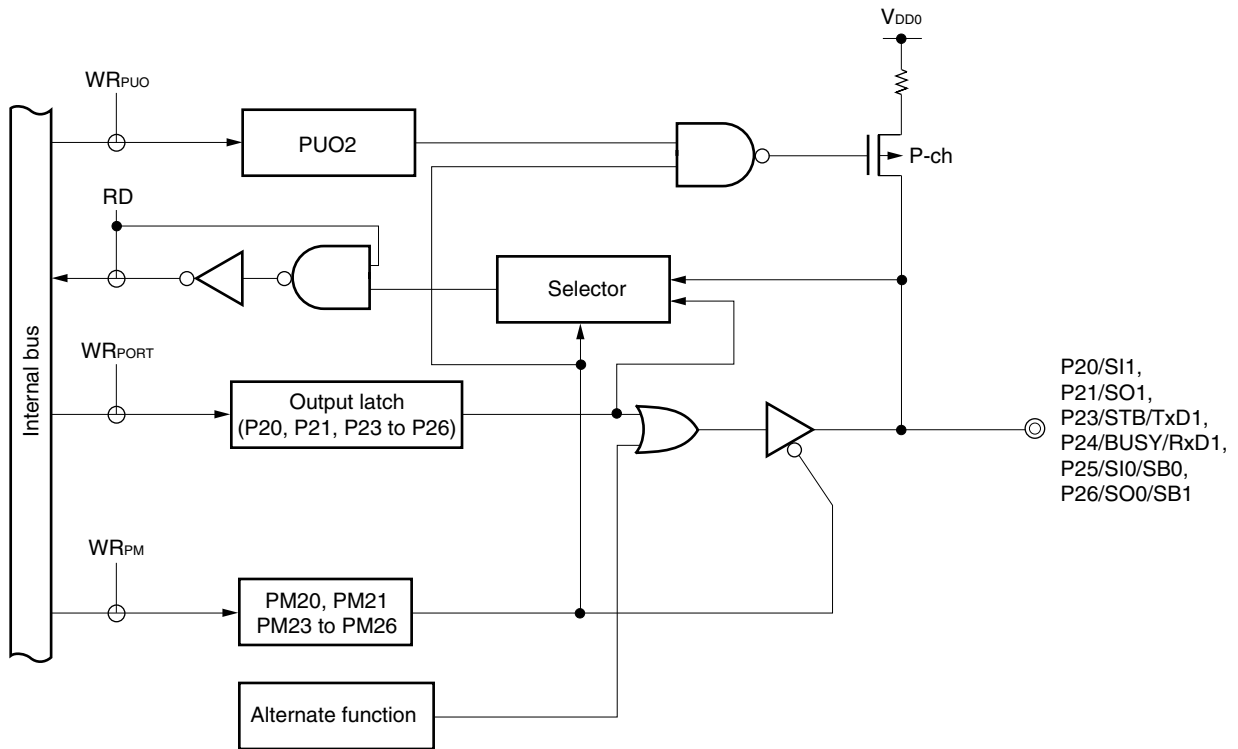 VDD0
WRPUO
PUO2
P-ch
RD
Selector
Internal bus
WRPORT
Output latch
(P20, P21, P23 to P26)
P20/SI1,
P21/SO1,
P23/STB/TxD1,
P24/BUSY/RxD1,
P25/SI0/SB0,
P26/SO0/SB1
WRPM
PM20, PM21
PM23 to PM26
Alternate function